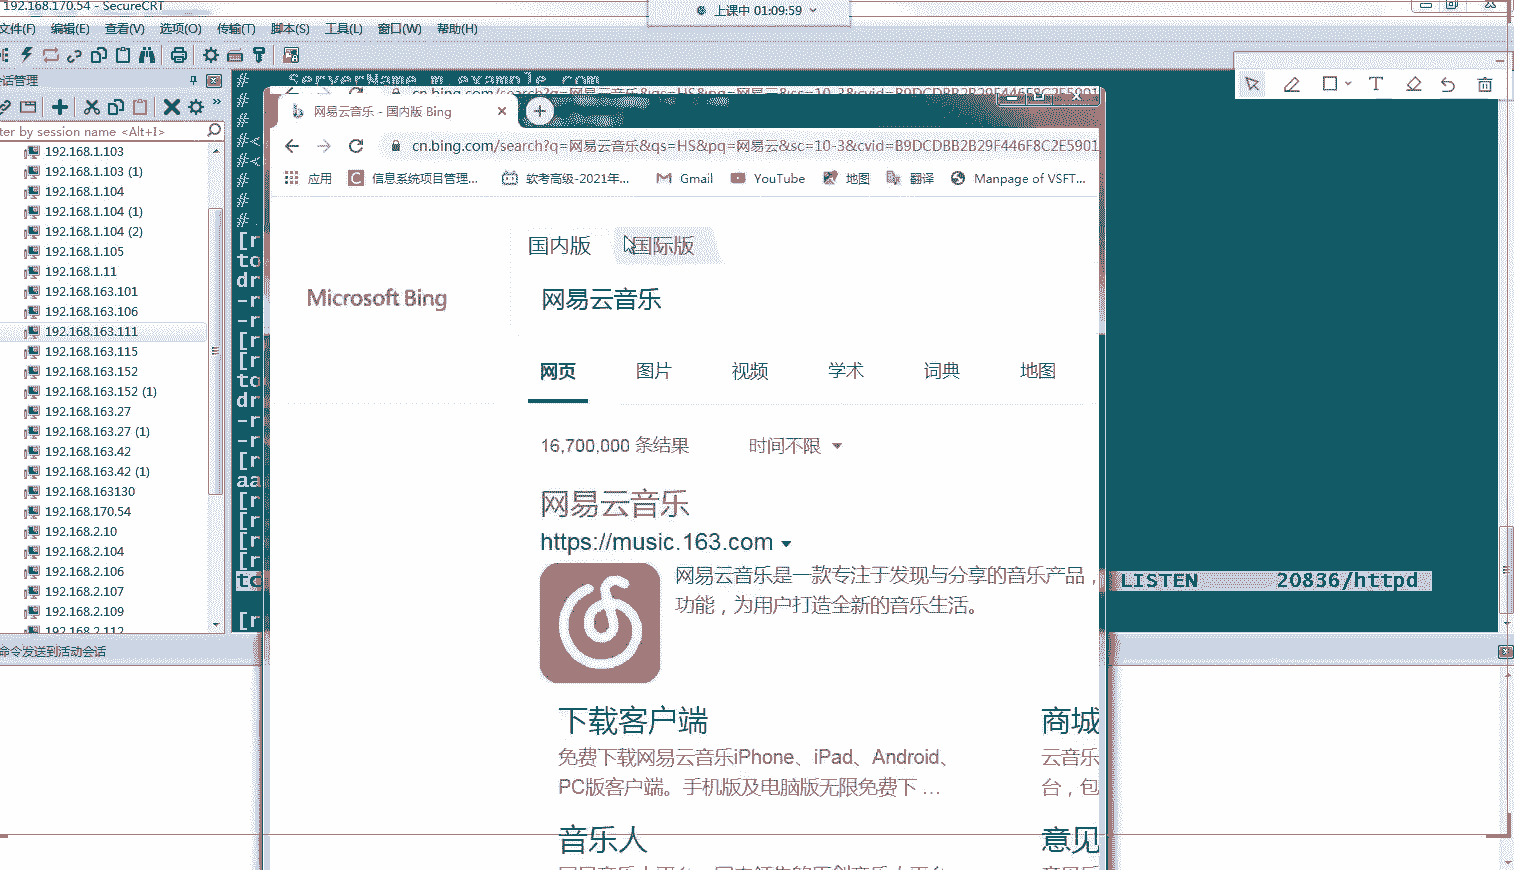 192.168.170.54 - SecureCRT
上课中 01:09:59
文件(F) 编辑(E) 查看(V) 选项(O) 传输(T) 脚本(S) 工具(L) 窗口(W) 帮助(H)
会话管理
ter by session name <Alt+I>
192.168.1.103
192.168.1.103 (1)
192.168.1.104
192.168.1.104 (1)
192.168.1.104 (2)
192.168.1.105
192.168.1.11
192.168.163.101
192.168.163.106
192.168.163.111
192.168.163.115
192.168.163.152
192.168.163.152 (1)
192.168.163.27
192.168.163.27 (1)
192.168.163.42
192.168.163.42 (1)
192.168.163130
192.168.170.54
192.168.2.10
192.168.2.104
192.168.2.106
192.168.2.107
192.168.2.109
192.168.2.112
命令发送到活动会话
# ServerName m.example.com
#
#
#<
#<
#
#
#
[r
to
dr
-r
-r
[r
[r
to
dr
-r
-r
[r
aa
[r
[r
[r
[r
tc
LISTEN 20836/httpd
[r
网易云音乐 - 国内版 Bing
cn.bing.com/search?q=网易云音乐&qs=HS&pq=网易云&sc=10-3&cvid=B9DCDBB2B29F446F8C2E5901
应用 信息系统项目管理... 软考高级-2021年... Gmail YouTube 地图 翻译 Manpage of VSFT...
国内版 国际版
Microsoft Bing
网易云音乐
网页 图片 视频 学术 词典 地图
16,700,000 条结果 时间不限
网易云音乐
https://music.163.com
网易云音乐是一款专注于发现与分享的音乐产品，
功能，为用户打造全新的音乐生活。
下载客户端
免费下载网易云音乐iPhone、iPad、Android、
PC版客户端。手机版及电脑版无限免费下 ...
商城
云音乐
台，包
音乐人
意见